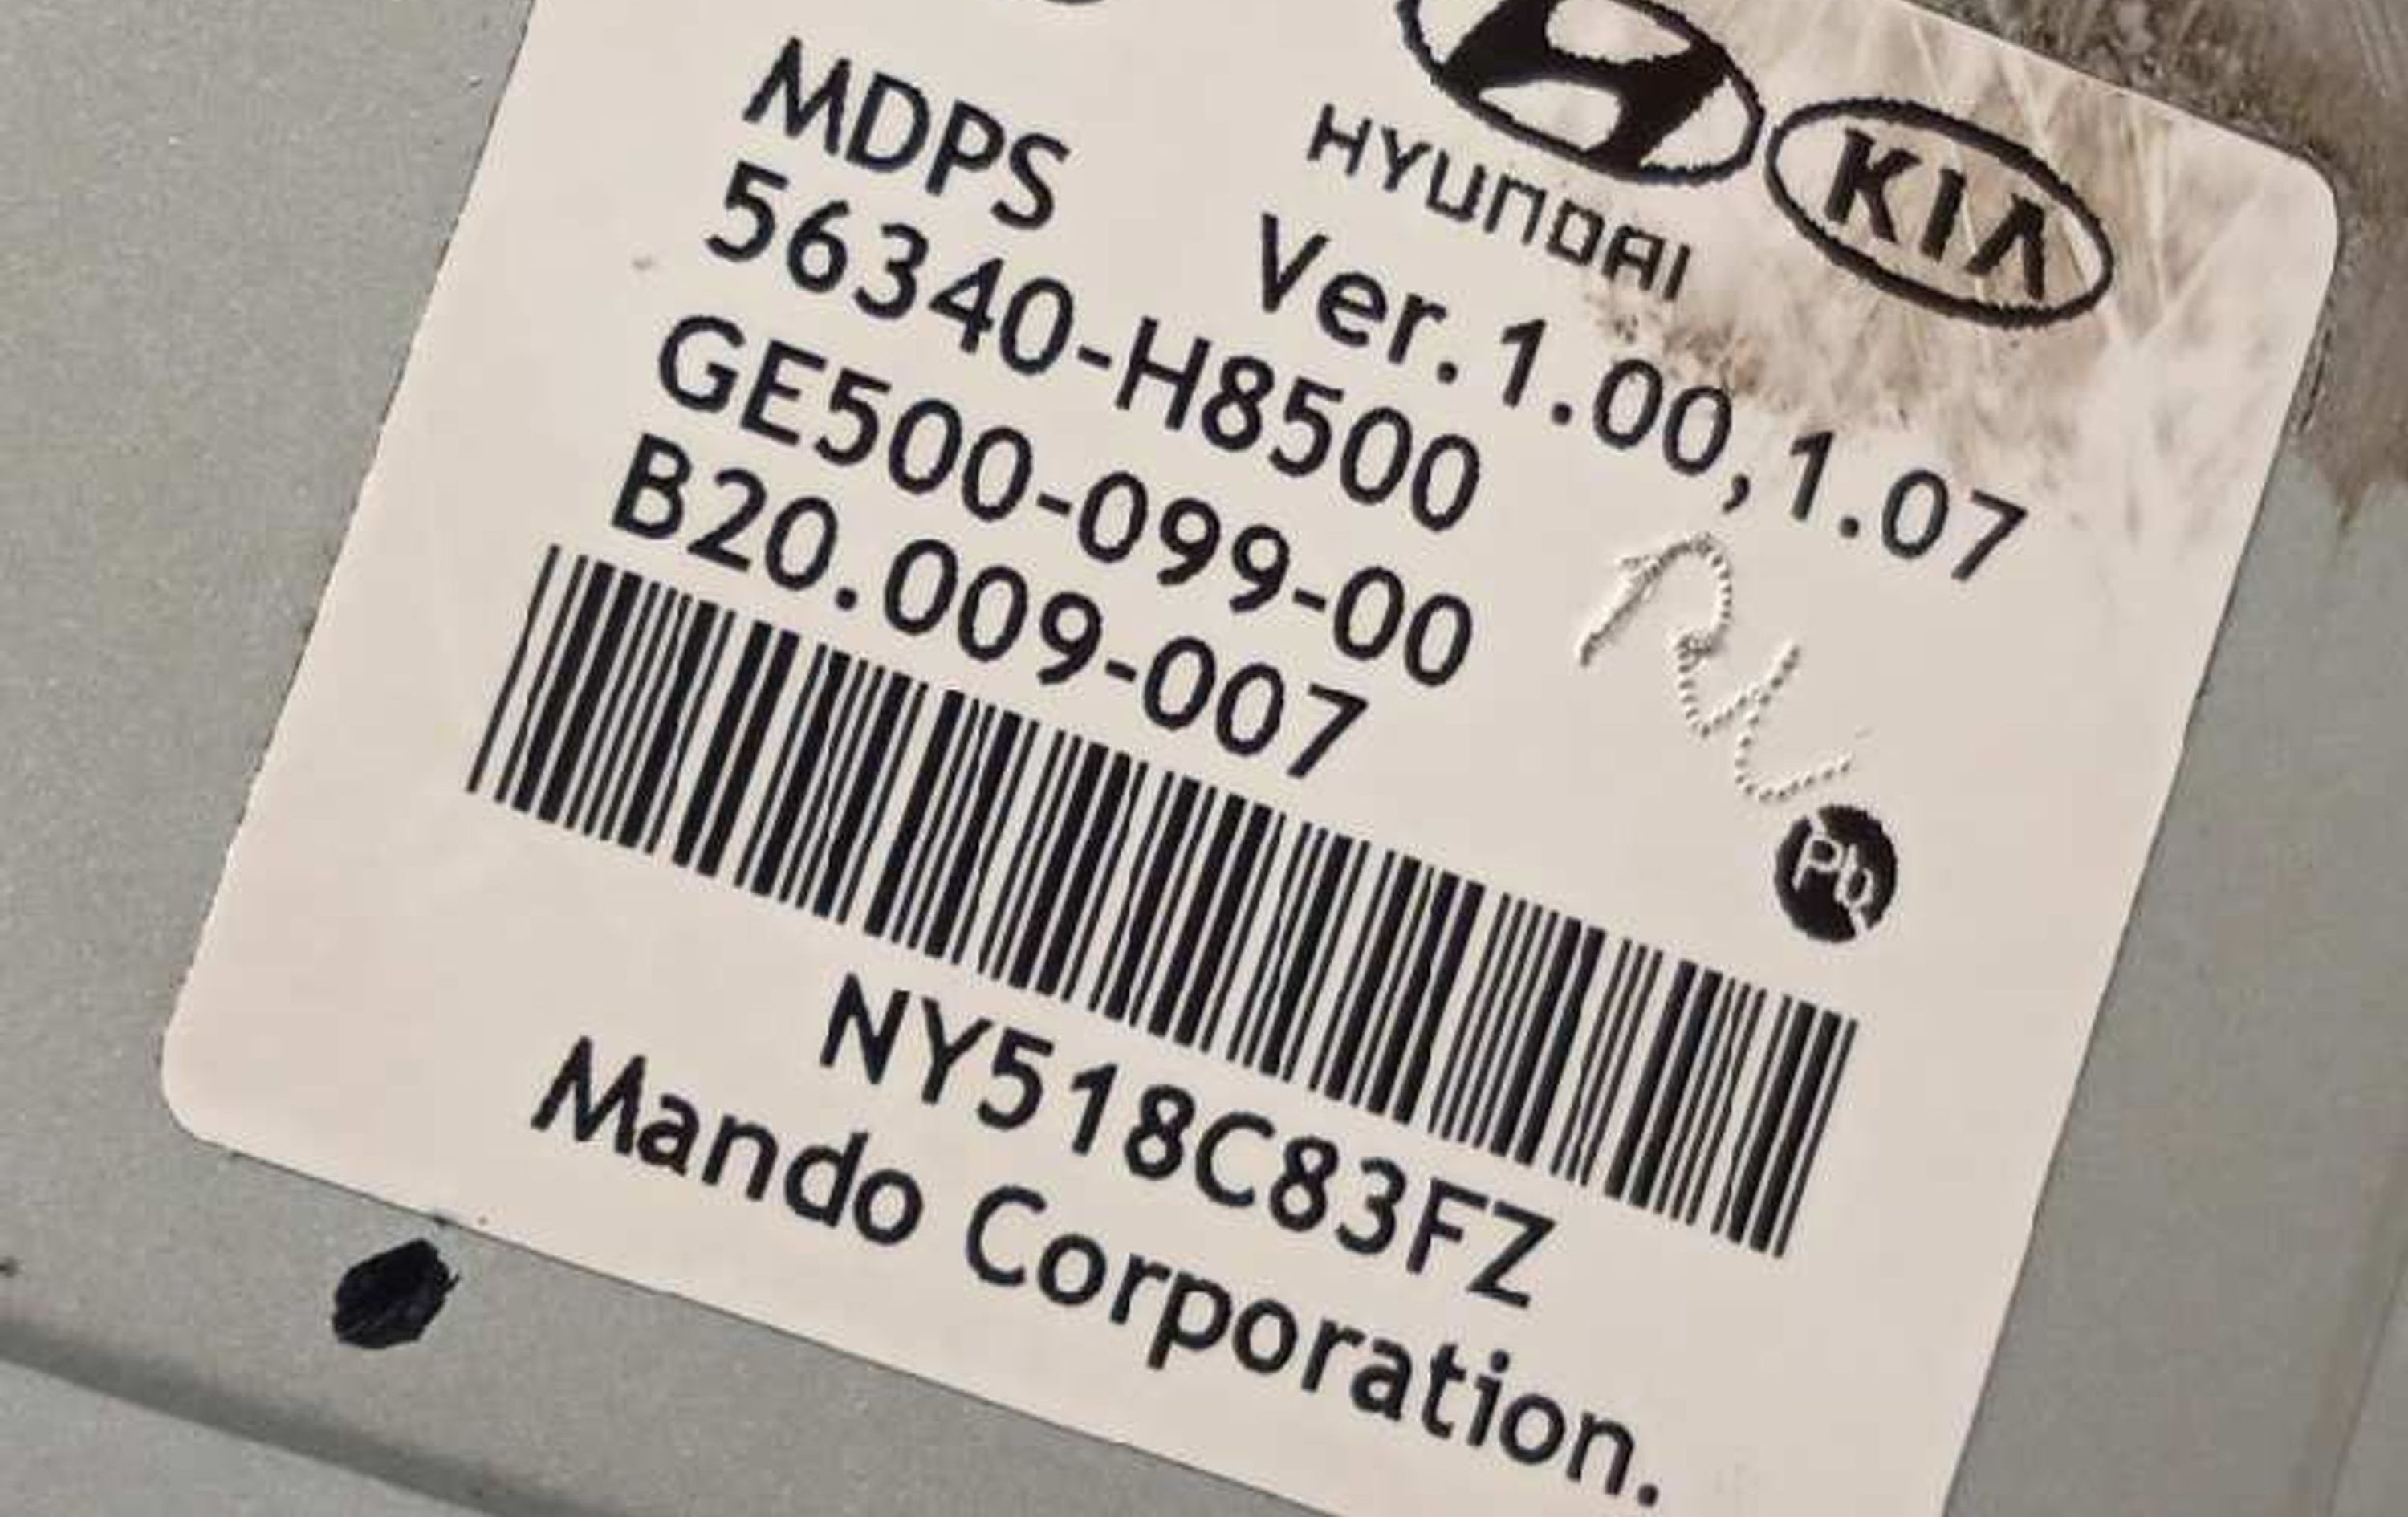 HYUNDAI
KIA
MDPS
Ver.1.00,1.07
56340-H8500
GE500-099-00
B20.009-007
Pb
NY518C83FZ
Mando Corporation.